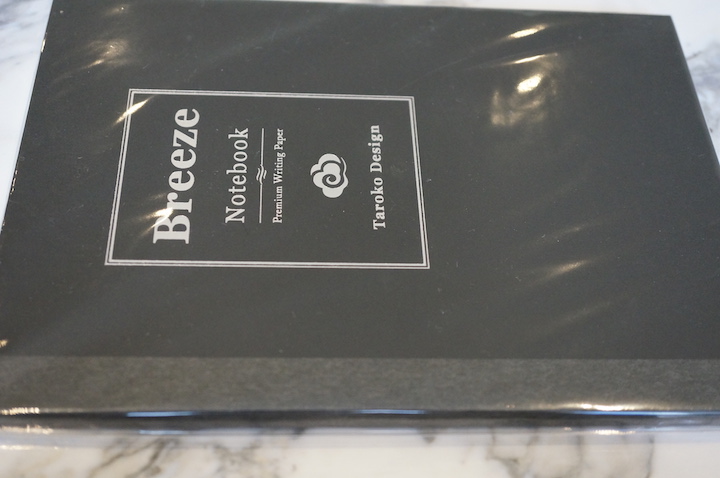 Breeze
Notebook
Premium Writing Paper
Taroko Design